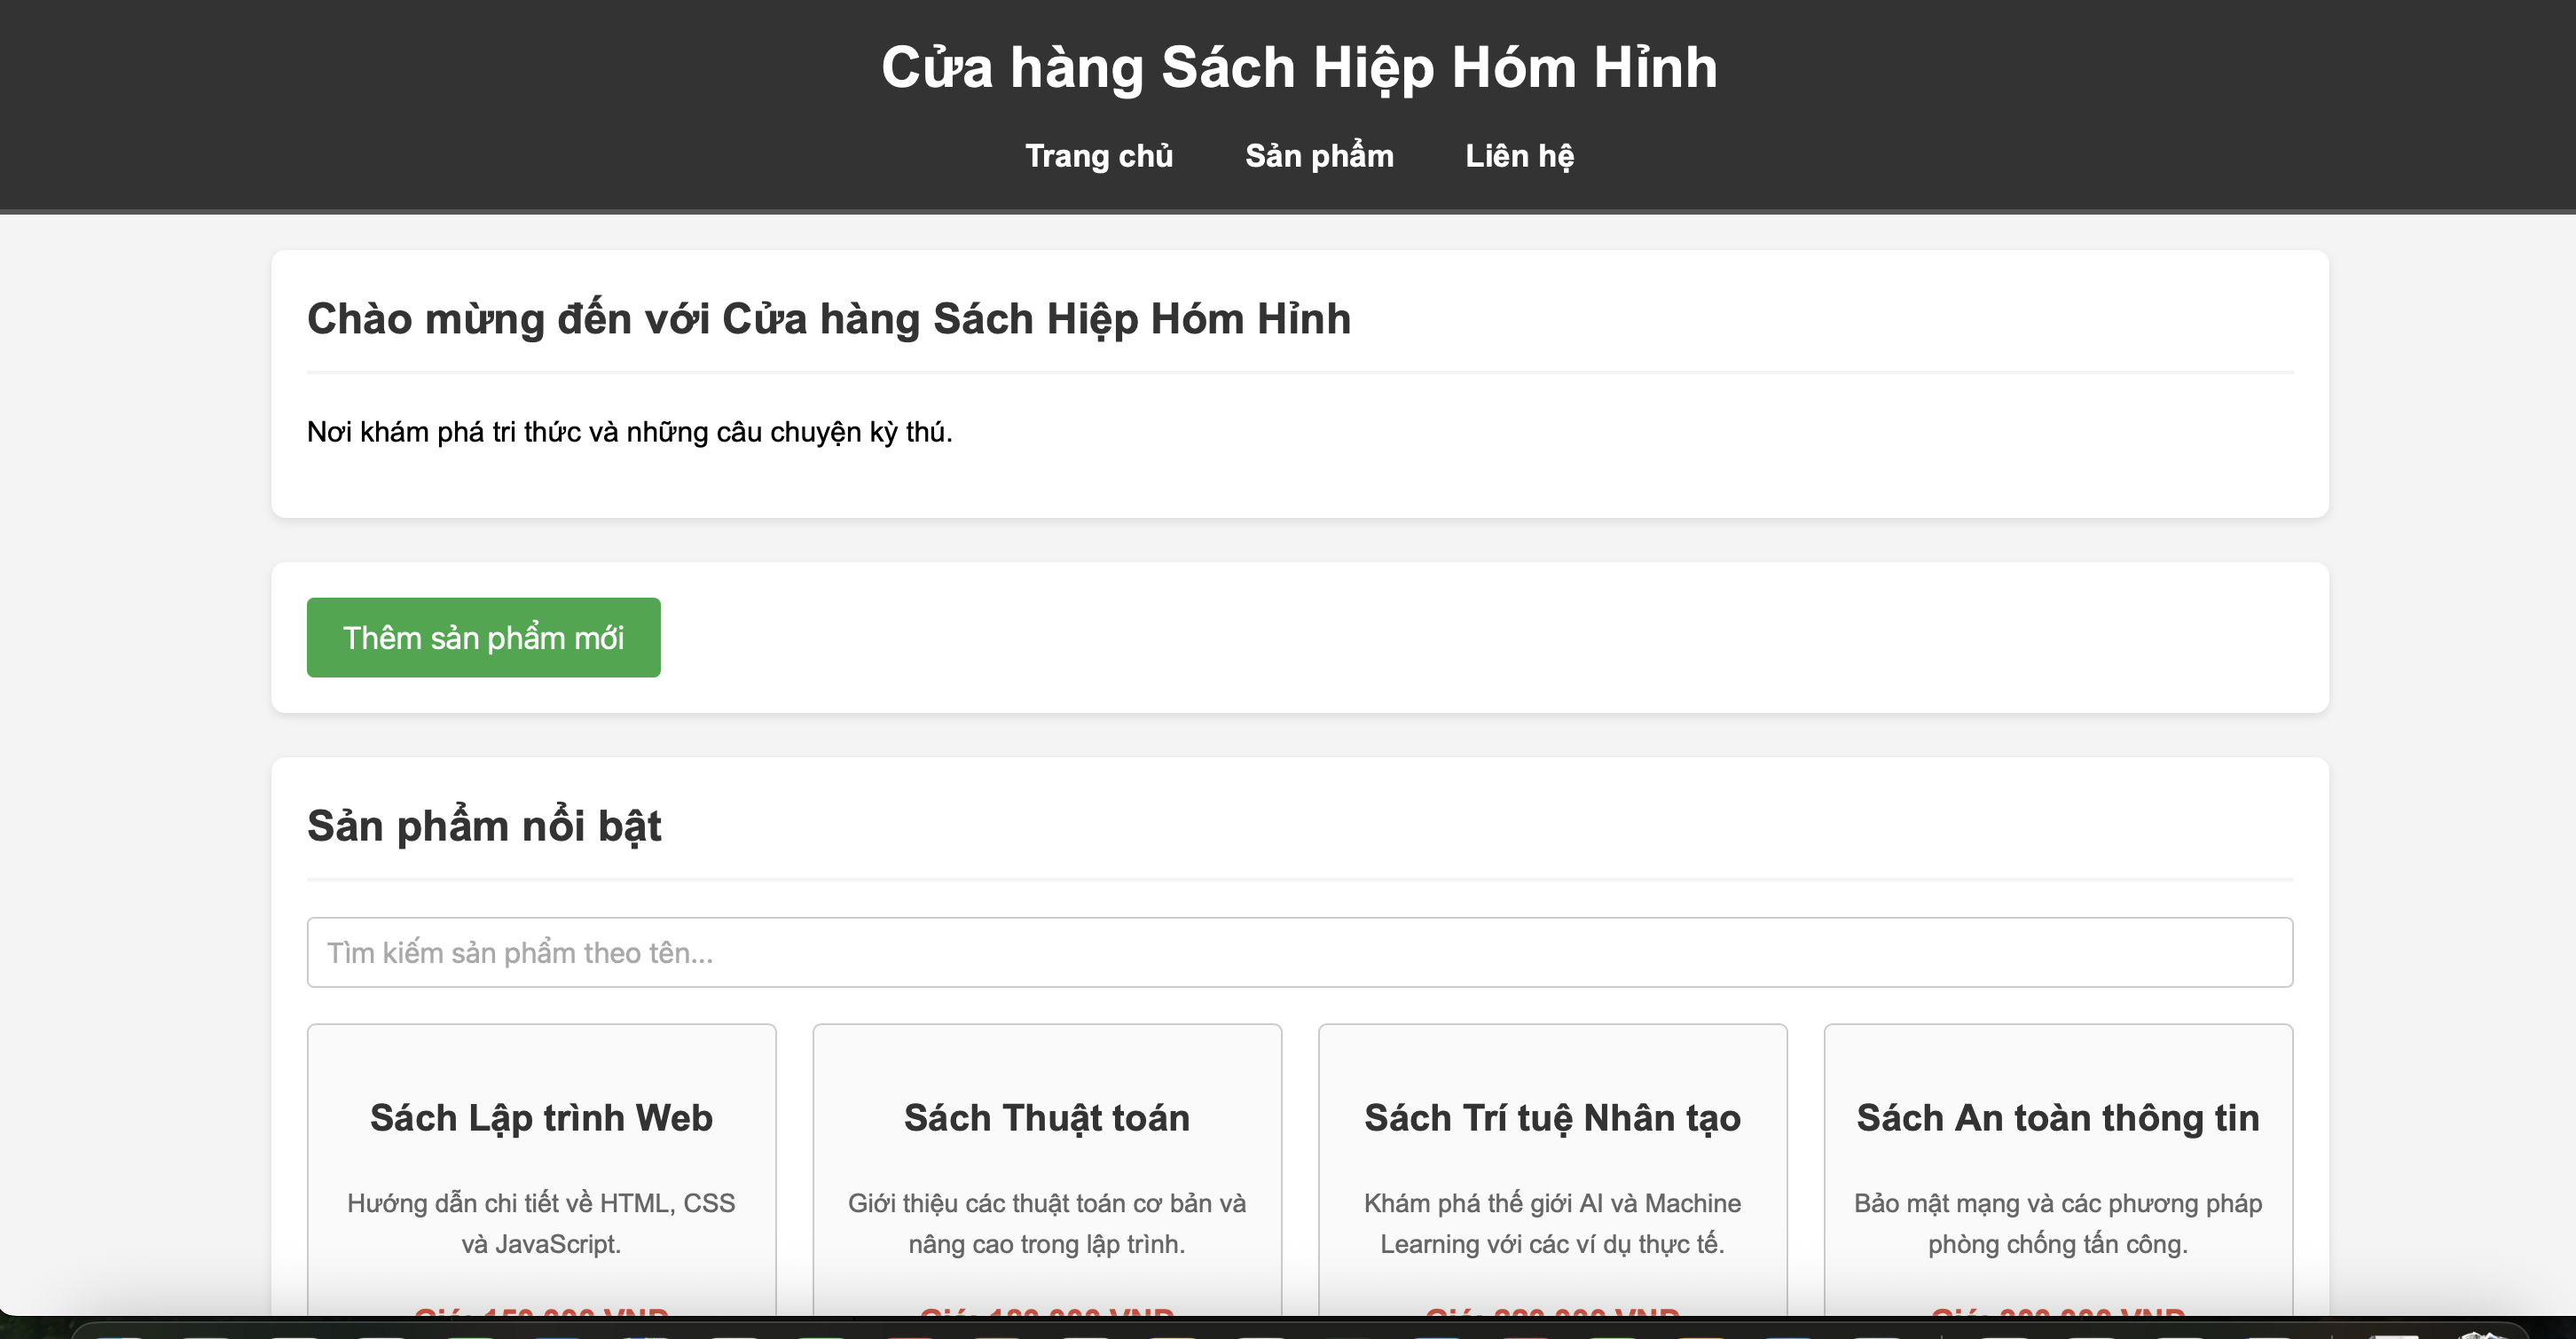 Cửa hàng Sách Hiệp Hóm Hỉnh
Trang chủ Sản phẩm Liên hệ
Chào mừng đến với Cửa hàng Sách Hiệp Hóm Hỉnh
Nơi khám phá tri thức và những câu chuyện kỳ thú.
Thêm sản phẩm mới
Sản phẩm nổi bật
Tìm kiếm sản phẩm theo tên...
Sách Lập trình Web
Hướng dẫn chi tiết về HTML, CSS
và JavaScript.
Sách Thuật toán
Giới thiệu các thuật toán cơ bản và
nâng cao trong lập trình.
Sách Trí tuệ Nhân tạo
Khám phá thế giới AI và Machine
Learning với các ví dụ thực tế.
Sách An toàn thông tin
Bảo mật mạng và các phương pháp
phòng chống tấn công.